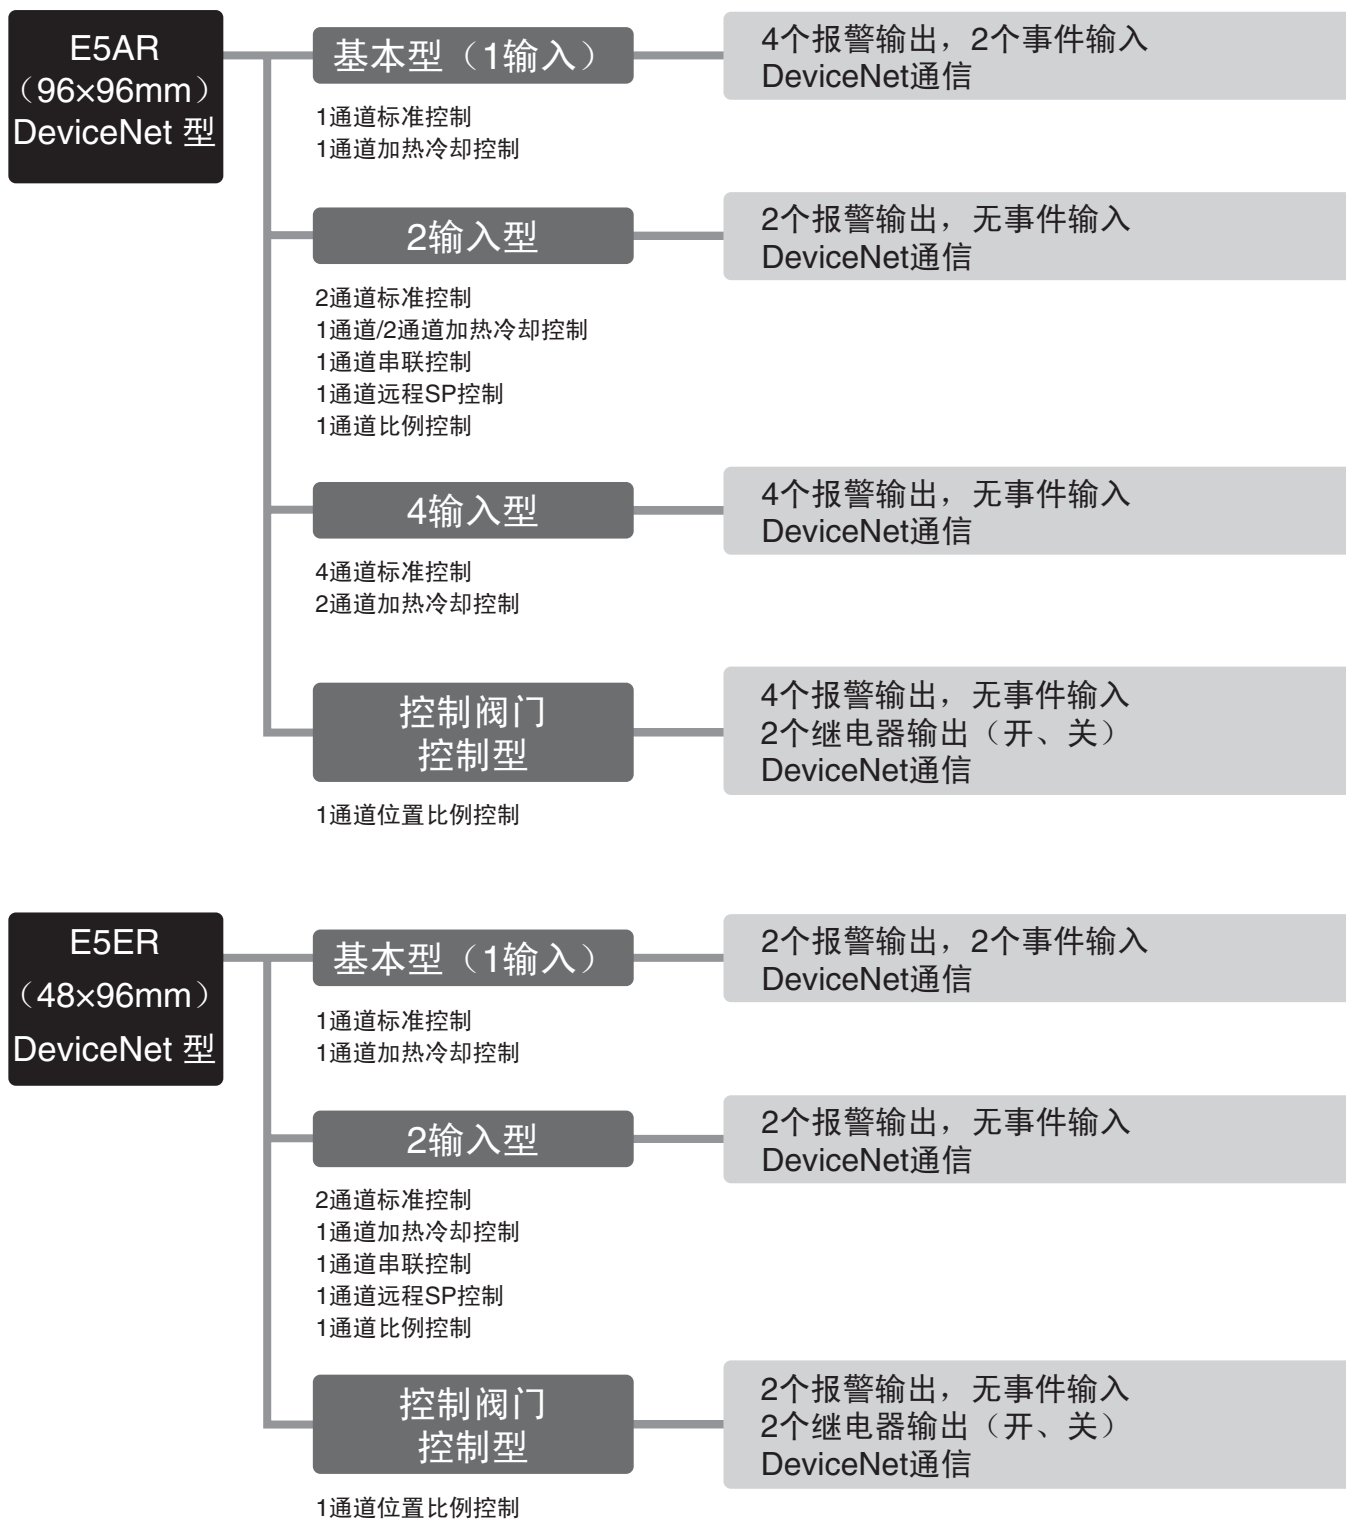 E5AR
（96×96mm）
DeviceNet 型
基本型（1输入）
4个报警输出，2个事件输入
DeviceNet通信
1通道标准控制
1通道加热冷却控制
2输入型
2个报警输出，无事件输入
DeviceNet通信
2通道标准控制
1通道/2通道加热冷却控制
1通道串联控制
1通道远程SP控制
1通道比例控制
4输入型
4个报警输出，无事件输入
DeviceNet通信
4通道标准控制
2通道加热冷却控制
控制阀门
控制型
4个报警输出，无事件输入
2个继电器输出（开、关）
DeviceNet通信
1通道位置比例控制
E5ER
（48×96mm）
DeviceNet 型
基本型（1输入）
2个报警输出，2个事件输入
DeviceNet通信
1通道标准控制
1通道加热冷却控制
2输入型
2个报警输出，无事件输入
DeviceNet通信
2通道标准控制
1通道加热冷却控制
1通道串联控制
1通道远程SP控制
1通道比例控制
控制阀门
控制型
2个报警输出，无事件输入
2个继电器输出（开、关）
DeviceNet通信
1通道位置比例控制